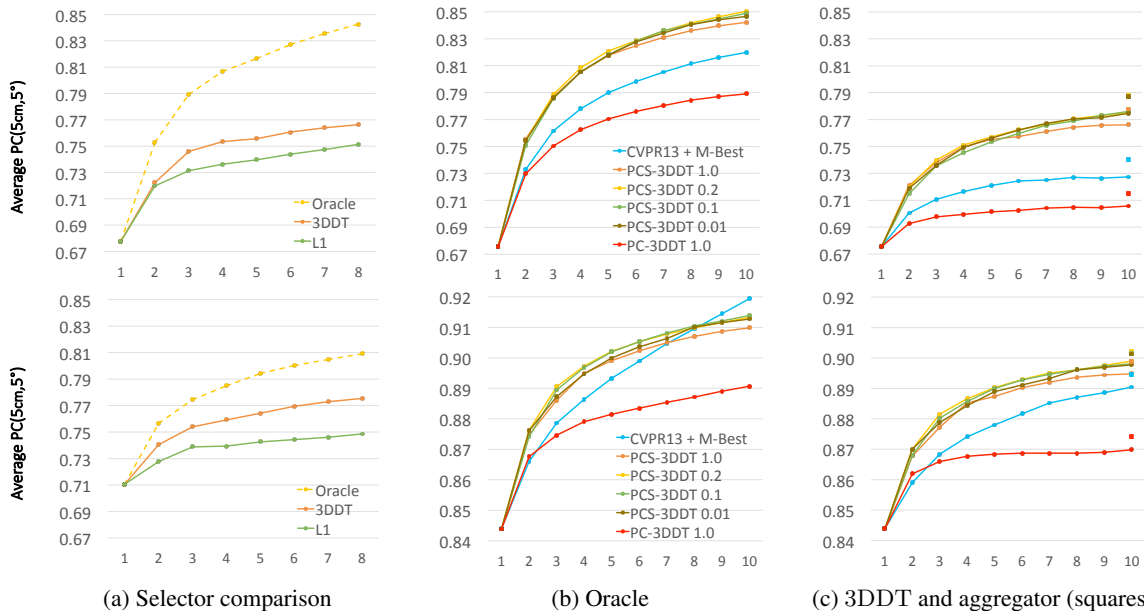 0.85
0.83
0.81
0.79
0.77
0.75
0.73
0.71
0.69
0.67
Average PC(5cm,5°)
Oracle
3DDT
L1
1 2 3 4 5 6 7 8
0.85
0.83
0.81
0.79
0.77
0.75
0.73
0.71
0.69
0.67
CVPR13 + M-Best
PCS-3DDT 1.0
PCS-3DDT 0.2
PCS-3DDT 0.1
PCS-3DDT 0.01
PC-3DDT 1.0
1 2 3 4 5 6 7 8 9 10
0.85
0.83
0.81
0.79
0.77
0.75
0.73
0.71
0.69
0.67
1 2 3 4 5 6 7 8 9 10
0.85
0.83
0.81
0.79
0.77
0.75
0.73
0.71
0.69
0.67
Average PC(5cm,5°)
Oracle
3DDT
L1
1 2 3 4 5 6 7 8
0.92
0.91
0.90
0.89
0.88
0.87
0.86
0.85
0.84
CVPR13 + M-Best
PCS-3DDT 1.0
PCS-3DDT 0.2
PCS-3DDT 0.1
PCS-3DDT 0.01
PC-3DDT 1.0
1 2 3 4 5 6 7 8 9 10
0.92
0.91
0.90
0.89
0.88
0.87
0.86
0.85
0.84
1 2 3 4 5 6 7 8 9 10
(a) Selector comparison
(b) Oracle
(c) 3DDT and aggregator (squares